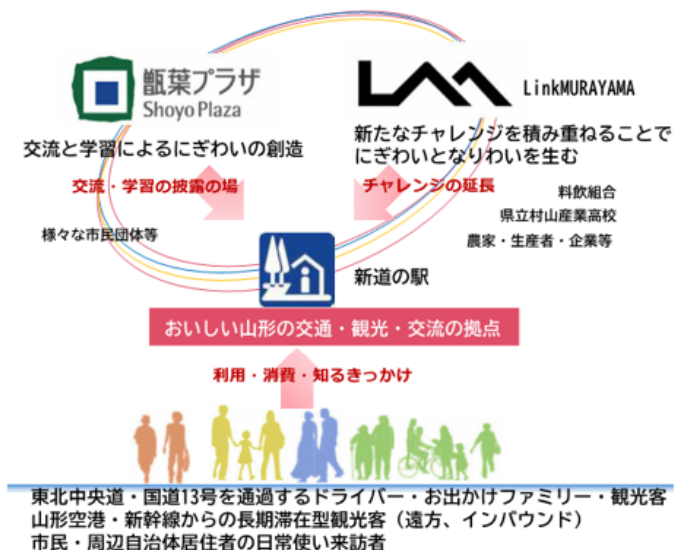 甑葉プラザ
Shoyo Plaza
LinkMURAYAMA
交流と学習によるにぎわいの創造
新たなチャレンジを積み重ねることで
にぎわいとなりわいを生む
交流・学習の披露の場
チャレンジの延長
料飲組合
県立村山産業高校
農家・生産者・企業等
様々な市民団体等
新道の駅
おいしい山形の交通・観光・交流の拠点
利用・消費・知るきっかけ
東北中央道・国道13号を通過するドライバー・お出かけファミリー・観光客
山形空港・新幹線からの長期滞在型観光客（遠方、インバウンド）
市民・周辺自治体居住者の日常使い来訪者